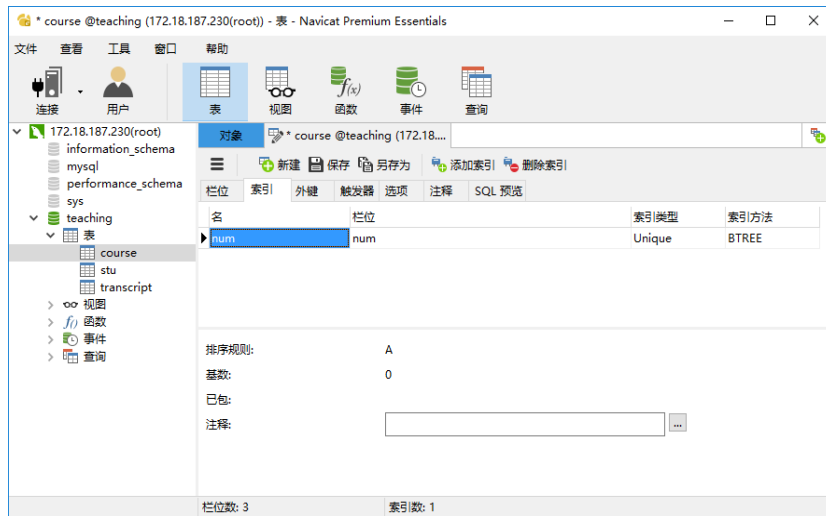 * course @teaching (172.18.187.230(root)) - 表 - Navicat Premium Essentials
文件 查看 工具 窗口 帮助
连接 用户 表 视图 函数 事件 查询
f(x)
172.18.187.230(root)
information_schema
mysql
performance_schema
sys
teaching
表
course
stu
transcript
视图
f() 函数
事件
查询
对象 * course @teaching (172.18....
新建 保存 另存为 添加索引 删除索引
栏位 索引 外键 触发器 选项 注释 SQL 预览
名 栏位 索引类型 索引方法
num num Unique BTREE
排序规则: A
基数: 0
已包:
注释: ...
栏位数: 3 索引数: 1